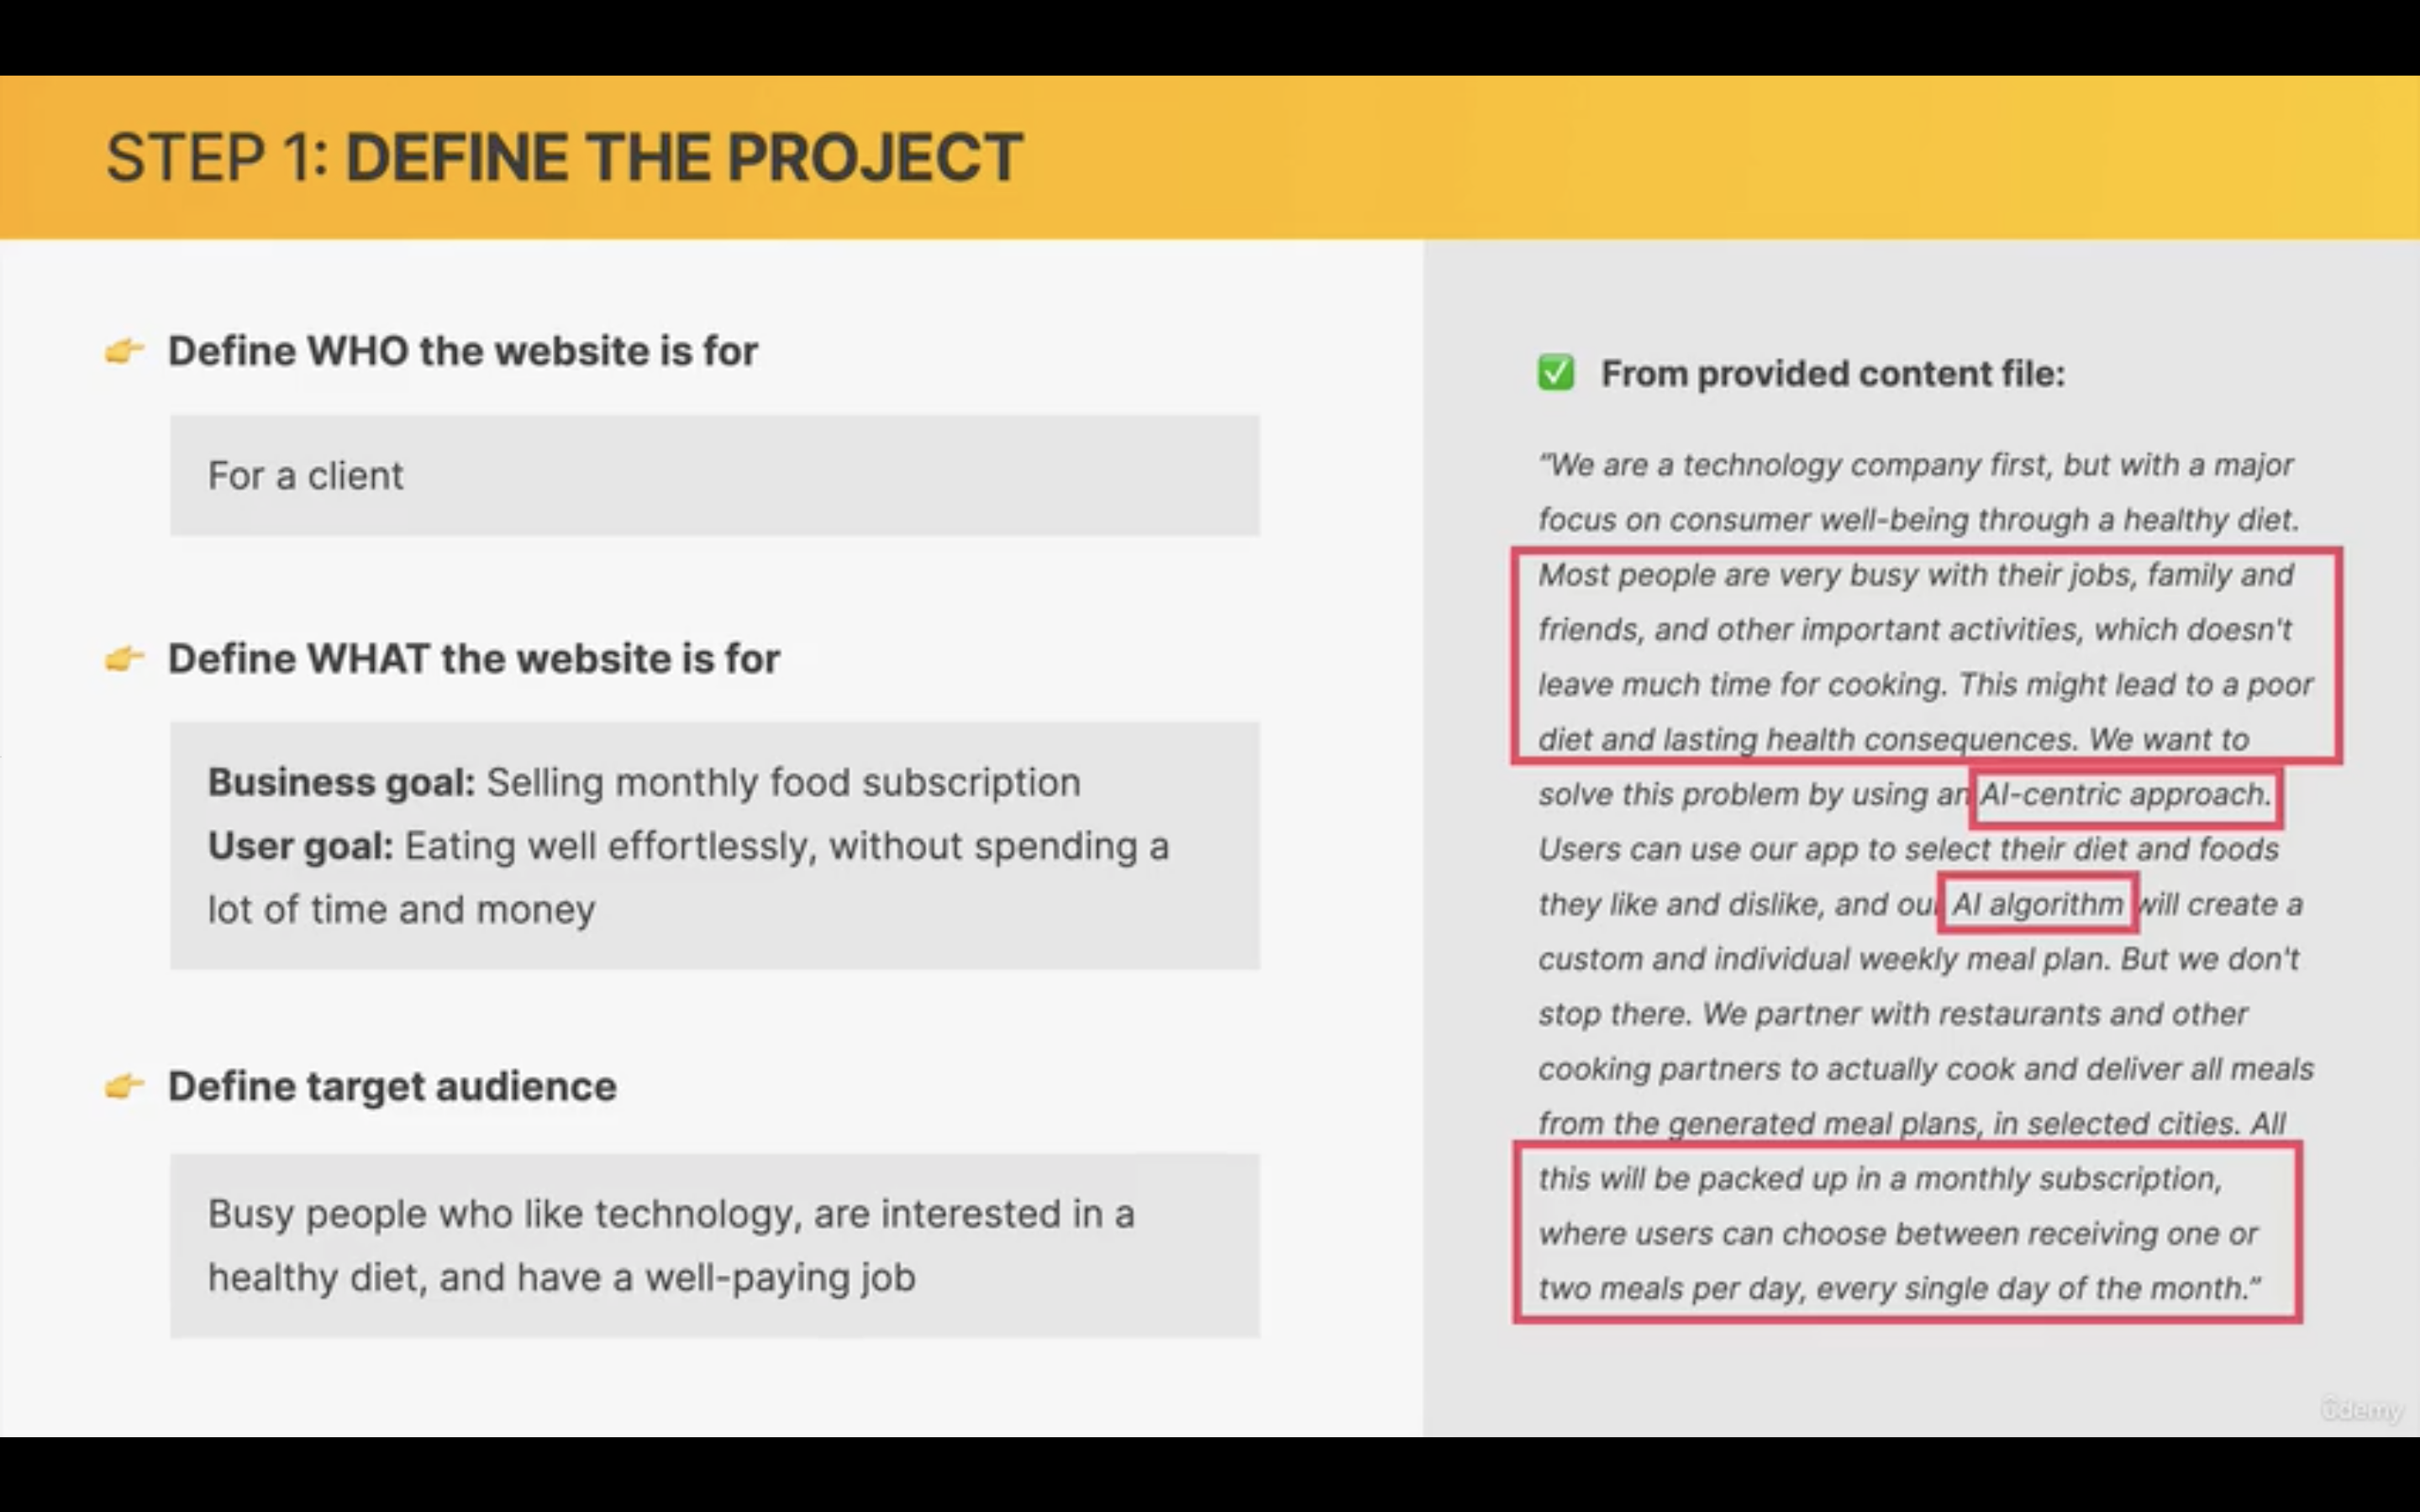 STEP 1: DEFINE THE PROJECT
Define WHO the website is for
For a client
Define WHAT the website is for
Business goal: Selling monthly food subscription
User goal: Eating well effortlessly, without spending a
lot of time and money
Define target audience
Busy people who like technology, are interested in a
healthy diet, and have a well-paying job
From provided content file:
“We are a technology company first, but with a major
focus on consumer well-being through a healthy diet.
Most people are very busy with their jobs, family and
friends, and other important activities, which doesn't
leave much time for cooking. This might lead to a poor
diet and lasting health consequences. We want to
solve this problem by using an AI-centric approach.
Users can use our app to select their diet and foods
they like and dislike, and our AI algorithm will create a
custom and individual weekly meal plan. But we don't
stop there. We partner with restaurants and other
cooking partners to actually cook and deliver all meals
from the generated meal plans, in selected cities. All
this will be packed up in a monthly subscription,
where users can choose between receiving one or
two meals per day, every single day of the month.”
ûdemy